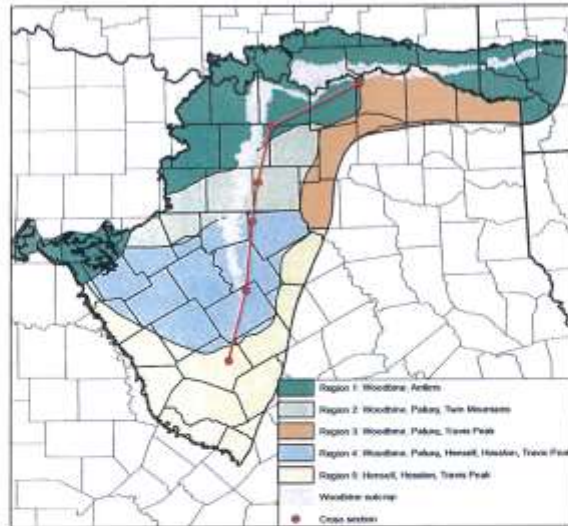 Region 1: Woodbine, Antlers
Region 2: Woodbine, Paluxy, Twin Mountains
Region 3: Woodbine, Paluxy, Travis Peak
Region 4: Woodbine, Paluxy, Hensell, Hosston, Travis Peak
Region 5: Hensell, Hosston, Travis Peak
Woodbine outcrop
Cross section